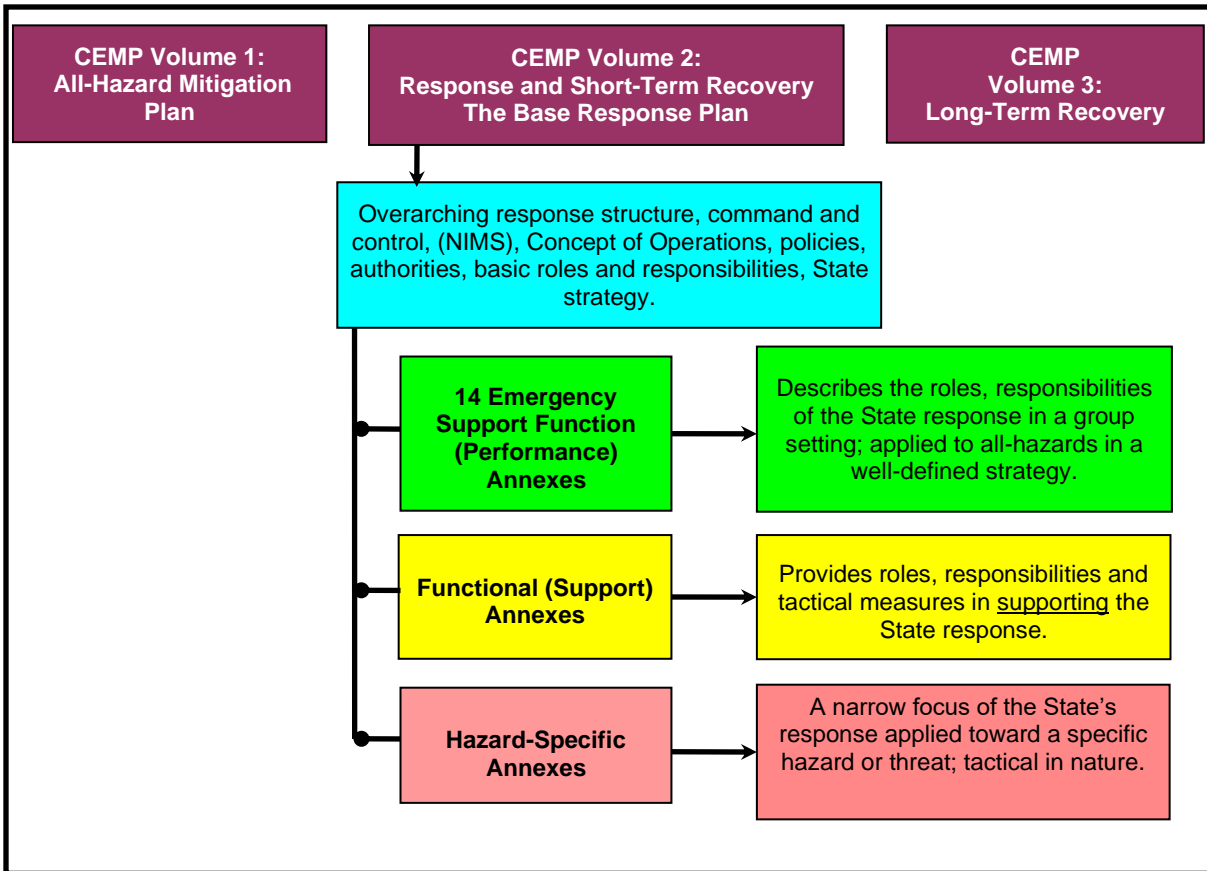 CEMP Volume 1:
All-Hazard Mitigation
Plan
CEMP Volume 2:
Response and Short-Term Recovery
The Base Response Plan
CEMP
Volume 3:
Long-Term Recovery
Overarching response structure, command and
control, (NIMS), Concept of Operations, policies,
authorities, basic roles and responsibilities, State
strategy.
14 Emergency
Support Function
(Performance)
Annexes
Describes the roles, responsibilities
of the State response in a group
setting; applied to all-hazards in a
well-defined strategy.
Functional (Support)
Annexes
Provides roles, responsibilities and
tactical measures in supporting the
State response.
Hazard-Specific
Annexes
A narrow focus of the State’s
response applied toward a specific
hazard or threat; tactical in nature.